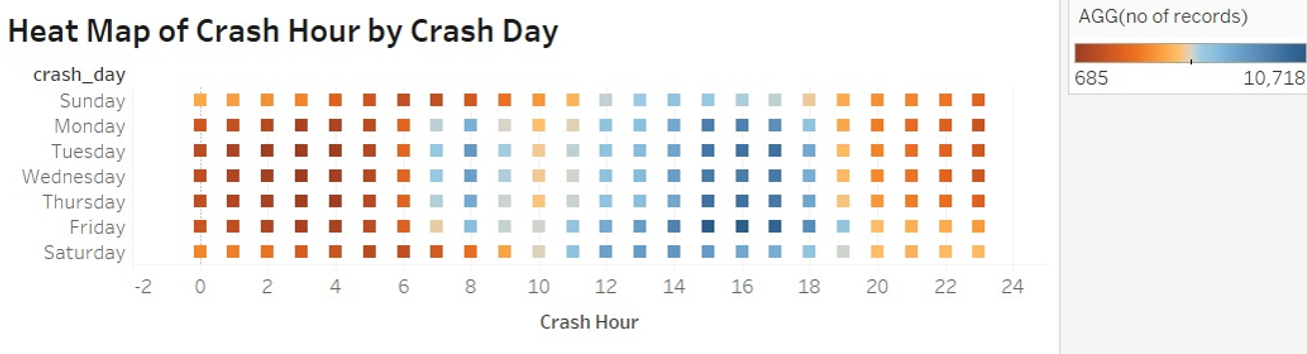 Heat Map of Crash Hour by Crash Day
crash_day
Sunday
Monday
Tuesday
Wednesday
Thursday
Friday
Saturday
-2 0 2 4 6 8 10 12 14 16 18 20 22 24
Crash Hour
AGG(no of records)
685 10,718